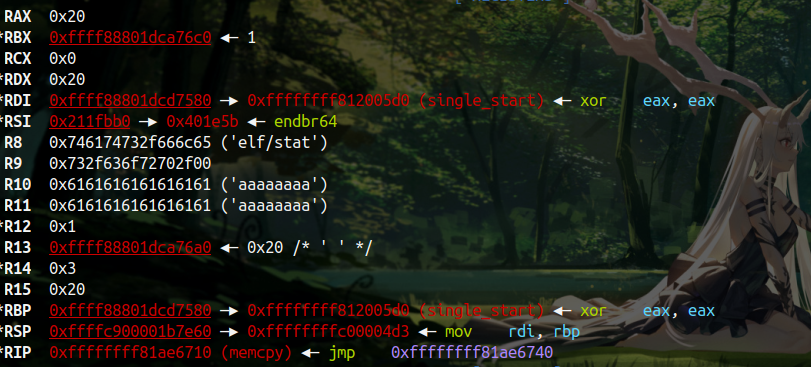 RAX 0x20
*RBX 0xffff88801dca76c0 ◂— 1
RCX 0x0
*RDX 0x20
*RDI 0xffff88801dcd7580 —▸ 0xffffffff812005d0 (single_start) ◂— xor eax, eax
*RSI 0x211fbb0 —▸ 0x401e5b ◂— endbr64
R8 0x746174732f666c65 ('elf/stat')
R9 0x732f636f72702f00
R10 0x6161616161616161 ('aaaaaaaa')
R11 0x6161616161616161 ('aaaaaaaa')
*R12 0x1
*R13 0xffff88801dca76a0 ◂— 0x20 /* ' ' */
*R14 0x3
R15 0x20
*RBP 0xffff88801dcd7580 —▸ 0xffffffff812005d0 (single_start) ◂— xor eax, eax
*RSP 0xffffc900001b7e60 —▸ 0xffffffffc00004d3 ◂— mov rdi, rbp
*RIP 0xffffffff81ae6710 (memcpy) ◂— jmp 0xffffffff81ae6740